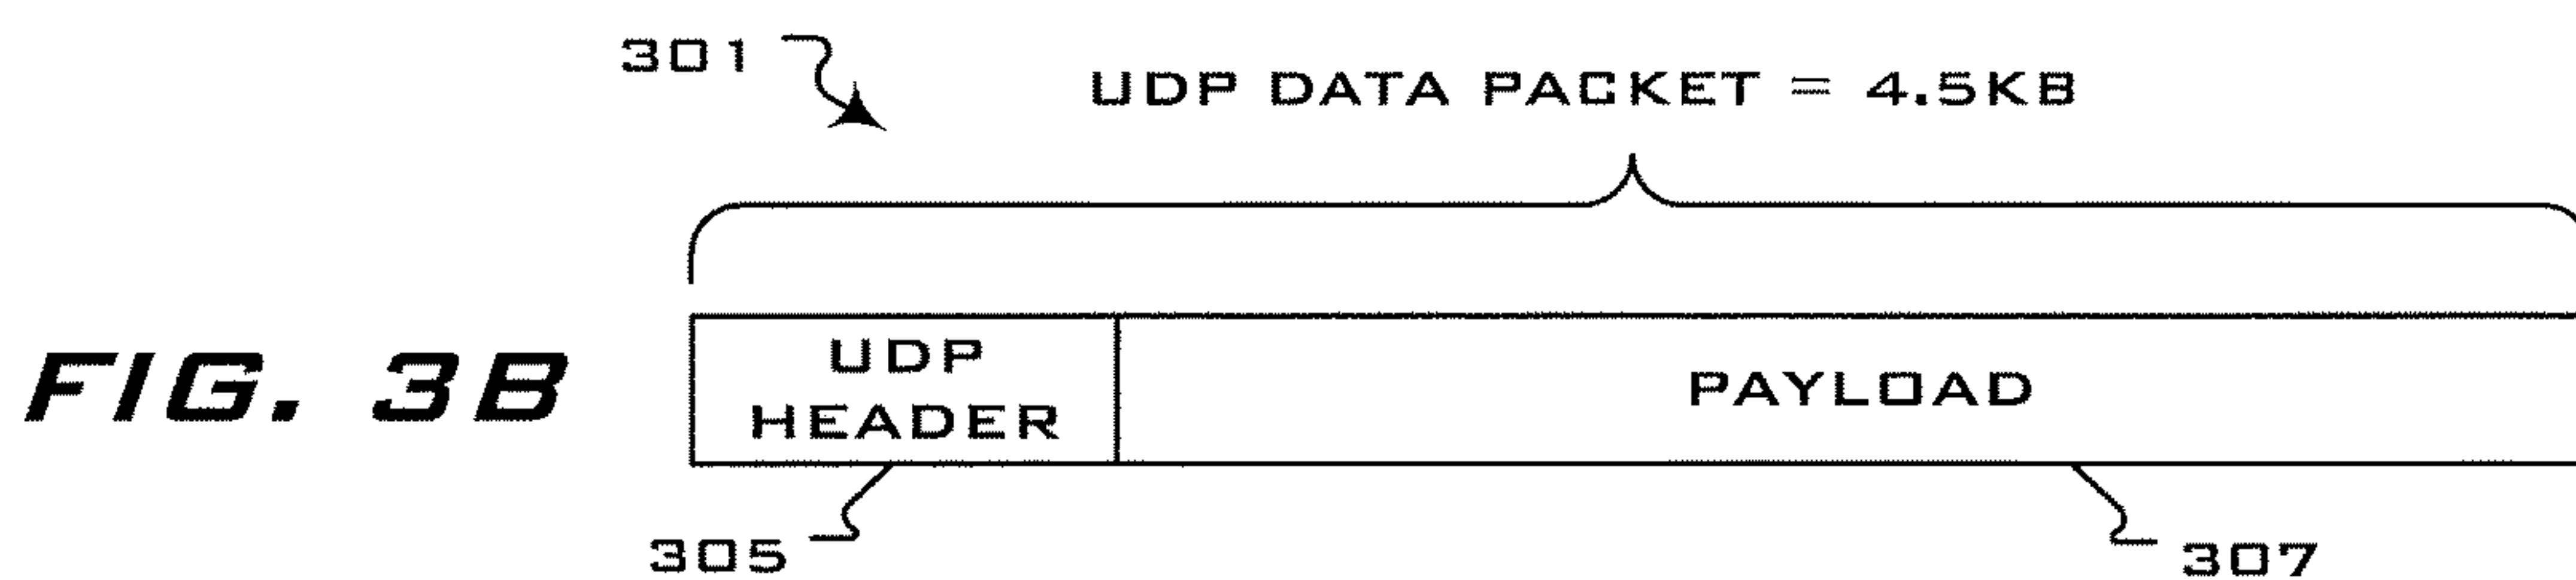 301
UDP DATA PACKET = 4.5KB
FIG. 3B
UDP
HEADER
PAYLOAD
305
307